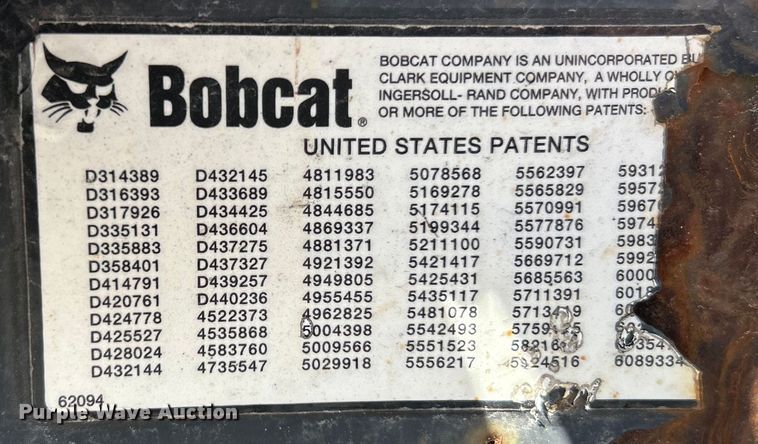 Bobcat®
BOBCAT COMPANY IS AN UNINCORPORATED
CLARK EQUIPMENT COMPANY, A WHOLLY
INGERSOLL- RAND COMPANY, WITH
OR MORE OF THE FOLLOWING PATENTS:
UNITED STATES PATENTS
D314389 D432145 4811983 5078568 5562397
D316393 D433689 4815550 5169278 5565829
D317926 D434425 4844685 5174115 5570991
D335131 D436604 4869337 5199344 5577876
D335883 D437275 4881371 5211100 5590731
D358401 D437327 4921392 5421417 5669712
D414791 D439257 4949805 5425431 5685563
D420761 D440236 4955455 5435117 5711391
D424778 4522373 4962825 5481078
D425527 4535868 5004398 5542493
D428024 4583760 5009566 5551523
D432144 4735547 5029918 5556217 6089334
62094
Purple Wave Auction